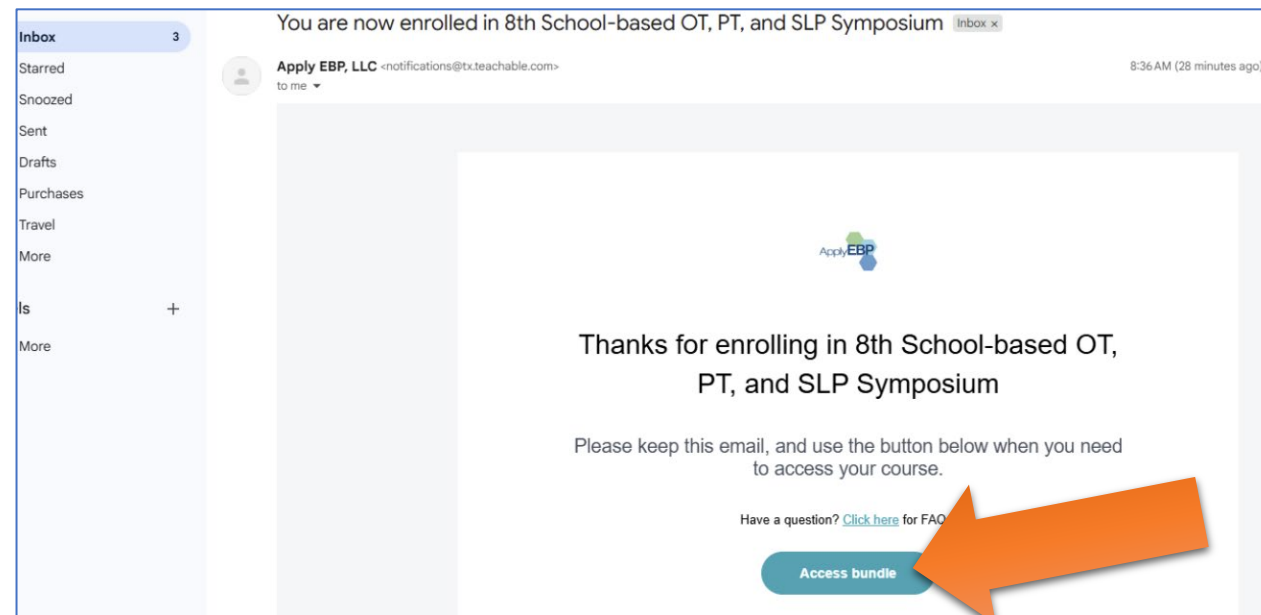 You are now enrolled in 8th School-based OT, PT, and SLP Symposium Inbox ×
Inbox 3
Starred
Snoozed
Sent
Drafts
Purchases
Travel
More
ls +
More
Apply EBP, LLC <notifications@tx.teachable.com>
8:36 AM (28 minutes ago)
to me
ApplyEBP
Thanks for enrolling in 8th School-based OT,
PT, and SLP Symposium
Please keep this email, and use the button below when you need
to access your course.
Have a question? Click here for FAQ
Access bundle